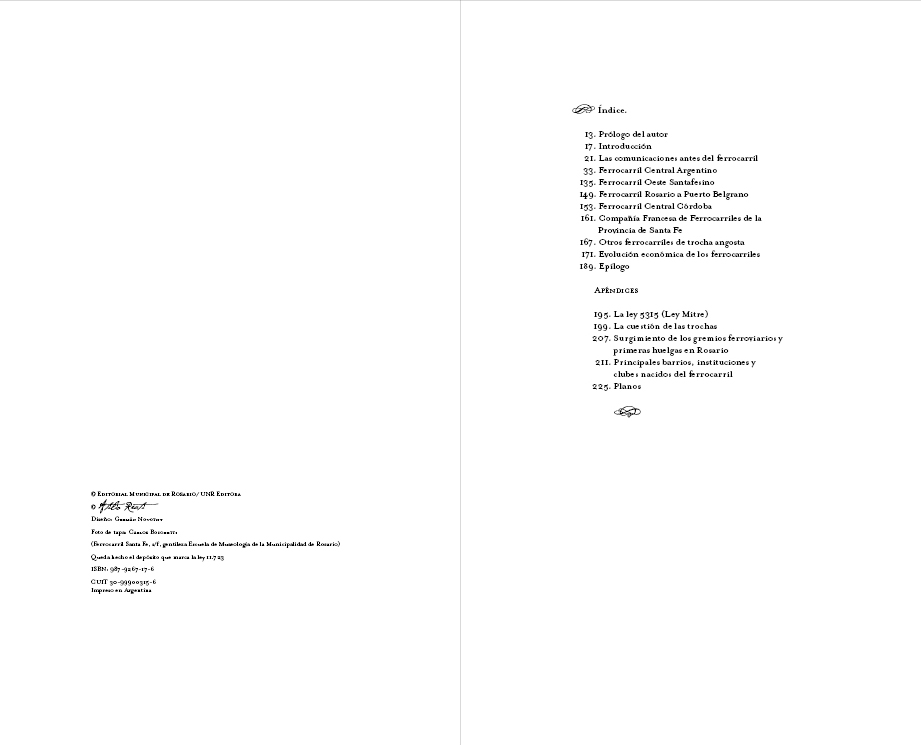 © Editorial Municipal de Rosario/ UNR Editora
©
Diseño: Germán
Foto de tapa: Carlos
(Ferrocarril Santa Fe, s/f, gentileza Escuela de Museología de la Municipalidad de Rosario)
Queda hecho el depósito que marca la ley 11.723
ISBN: 987-9267-17-6
CUIT 30-99900315-6
Impreso en Argentina
Índice.
13. Prólogo del autor
17. Introducción
21. Las comunicaciones antes del ferrocarril
33. Ferrocarril Central Argentino
135. Ferrocarril Oeste Santafesino
149. Ferrocarril Rosario a Puerto Belgrano
153. Ferrocarril Central Córdoba
161. Compañía Francesa de Ferrocarriles de la
Provincia de Santa Fe
167. Otros ferrocarriles de trocha angosta
171. Evolución económica de los ferrocarriles
189. Epílogo
Apéndices
195. La ley 5315 (Ley Mitre)
199. La cuestión de las trochas
207. Surgimiento de los gremios ferroviarios y
primeras huelgas en Rosario
211. Principales barrios, instituciones y
clubes nacidos del ferrocarril
225. Planos